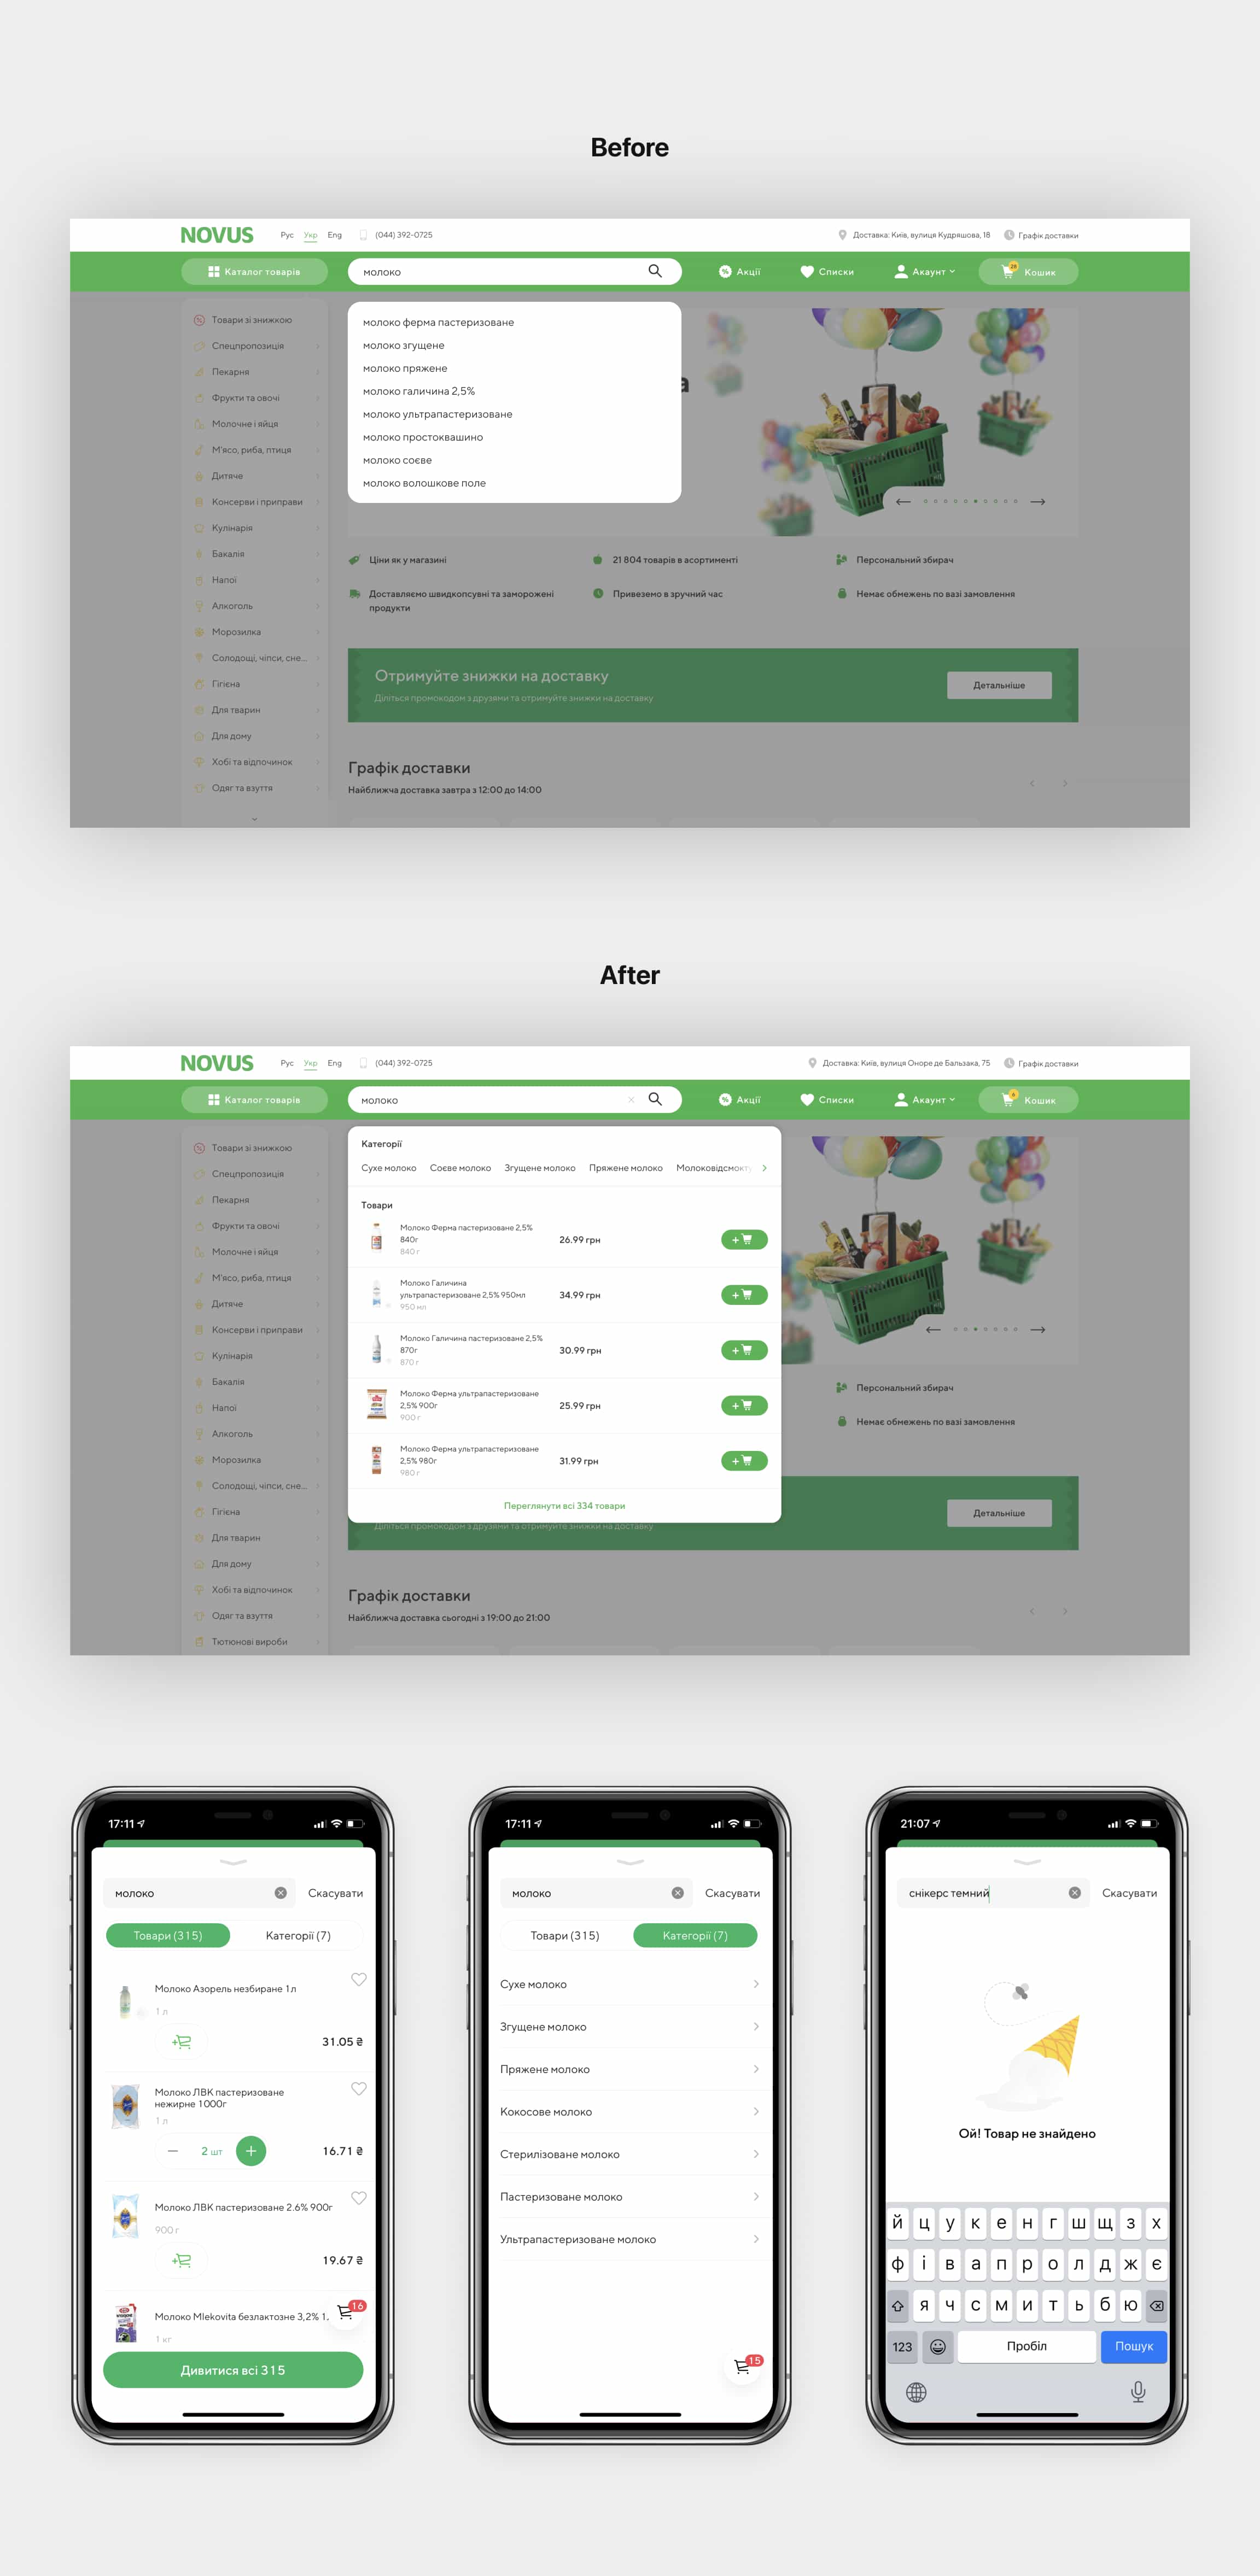 Before
NOVUS
Рус Укр Eng
(044) 392-0725
Доставка: Київ, вулиця Кудряшова, 18
Графік доставки
Каталог товарів
молоко
Акції
Списки
Акаунт
28
Кошик
Товари зі знижкою
Спецпропозиція
Пекарня
Фрукти та овочі
Молочне і яйця
М'ясо, риба, птиця
Дитяче
Консерви і приправи
Кулінарія
Бакалія
Напої
Алкоголь
Морозилка
Солодощі, чіпси, сне...
Гігієна
Для тварин
Для дому
Хобі та відпочинок
Одяг та взуття
молоко ферма пастеризоване
молоко згущене
молоко пряжене
молоко галичина 2,5%
молоко ультрапастеризоване
молоко простоквашино
молоко соєве
молоко волошкове поле
а
Ціни як у магазині
21 804 товарів в асортименті
Персональний збирач
Доставляємо швидкопсувні та заморожені
продукти
Привеземо в зручний час
Немає обмежень по вазі замовлення
Отримуйте знижки на доставку
Діліться промокодом з друзями та отримуйте знижки на доставку
Детальніше
Графік доставки
Найближча доставка завтра з 12:00 до 14:00
After
NOVUS
Рус Укр Eng
(044) 392-0725
Доставка: Київ, вулиця Оноре де Бальзака, 75
Графік доставки
Каталог товарів
молоко
Акції
Списки
Акаунт
6
Кошик
Товари зі знижкою
Спецпропозиція
Пекарня
Фрукти та овочі
Молочне і яйця
М'ясо, риба, птиця
Дитяче
Консерви і приправи
Кулінарія
Бакалія
Напої
Алкоголь
Морозилка
Солодощі, чіпси, сне...
Гігієна
Для тварин
Для дому
Хобі та відпочинок
Одяг та взуття
Тютюнові вироби
Категорії
Сухе молоко Соєве молоко Згущене молоко Пряжене молоко Молоковідсмокт
Товари
Молоко Ферма пастеризоване 2,5%
840г
840 г
26.99 грн
Молоко Галичина
ультрапастеризоване 2,5% 950мл
950 мл
34.99 грн
Молоко Галичина пастеризоване 2,5%
870г
870 г
30.99 грн
Молоко Ферма ультрапастеризоване
2,5% 900г
900 г
25.99 грн
Молоко Ферма ультрапастеризоване
2,5% 980г
980 г
31.99 грн
Переглянути всі 334 товари
Персональний збирач
Немає обмежень по вазі замовлення
Діліться промокодом з друзями та отримуйте знижки на доставку
Детальніше
Графік доставки
Найближча доставка сьогодні з 19:00 до 21:00
17:11
молоко
Скасувати
Товари (315)
Категорії (7)
Молоко Азорель незбиране 1л
1 л
31.05 ₴
Молоко ЛВК пастеризоване
нежирне 1000г
1 л
2 шт
16.71 ₴
Молоко ЛВК пастеризоване 2.6% 900г
900 г
19.67 ₴
Молоко Mlekovita безлактозне 3,2% 1
1 кг
16
Дивитися всі 315
17:11
молоко
Скасувати
Товари (315)
Категорії (7)
Сухе молоко
Згущене молоко
Пряжене молоко
Кокосове молоко
Стерилізоване молоко
Пастеризоване молоко
Ультрапастеризоване молоко
15
21:07
снікерс темний
Скасувати
Ой! Товар не знайдено
й ц у к е н г ш щ з х
ф і в а п р о л д ж є
я ч с м и т ь б ю
123
Пробіл
Пошук